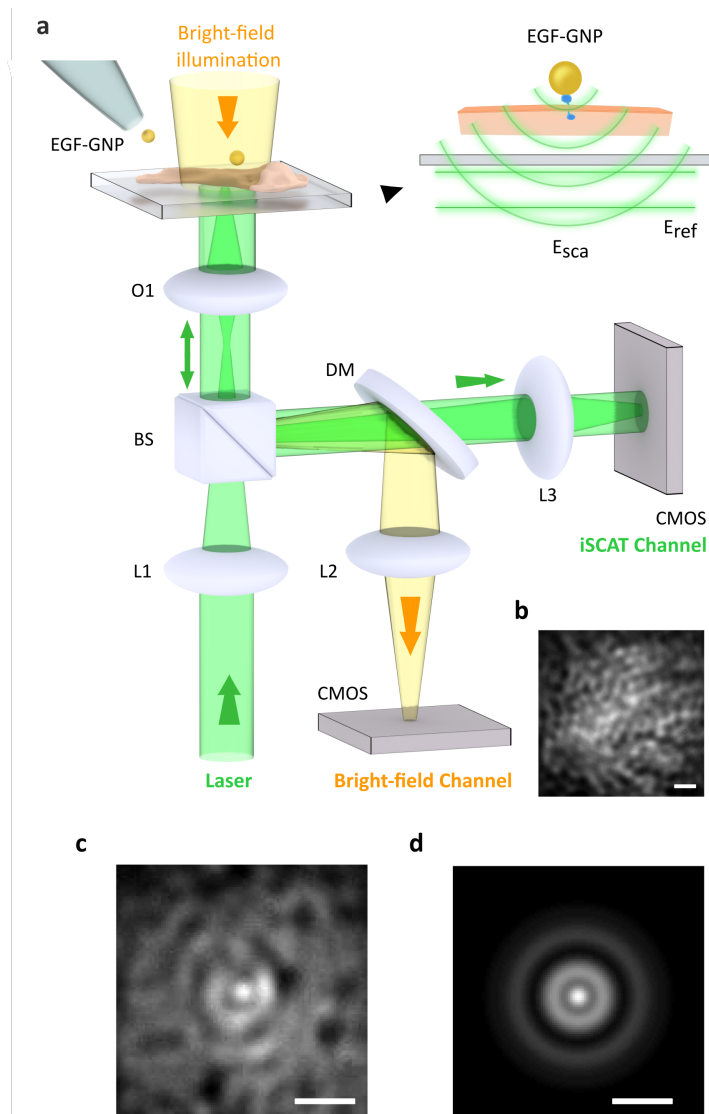 a
Bright-field
illumination
EGF-GNP
EGF-GNP
E_ref
E_sca
O1
DM
BS
L3
CMOS
iSCAT Channel
L1
L2
b
CMOS
Laser
Bright-field Channel
c
d